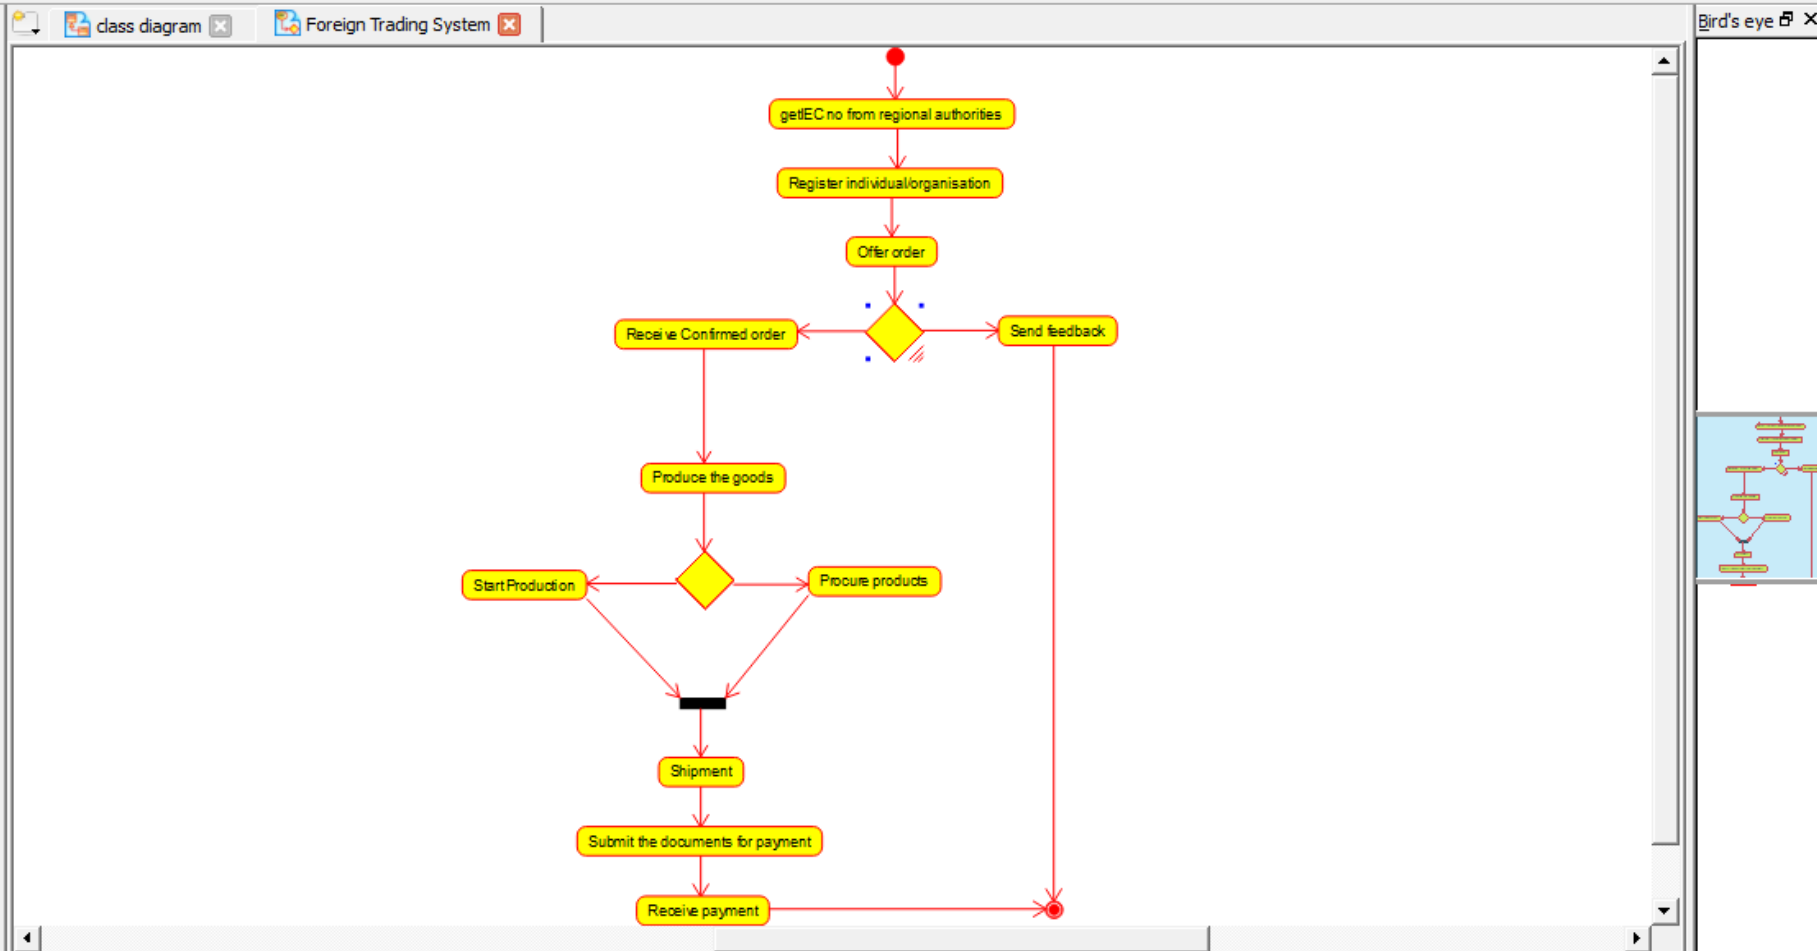 class diagram
Foreign Trading System
Bird's eye
getIEC no from regional authorities
Register individual/organisation
Offer order
Receive Confirmed order
Send feedback
Produce the goods
Start Production
Procure products
Shipment
Submit the documents for payment
Receive payment